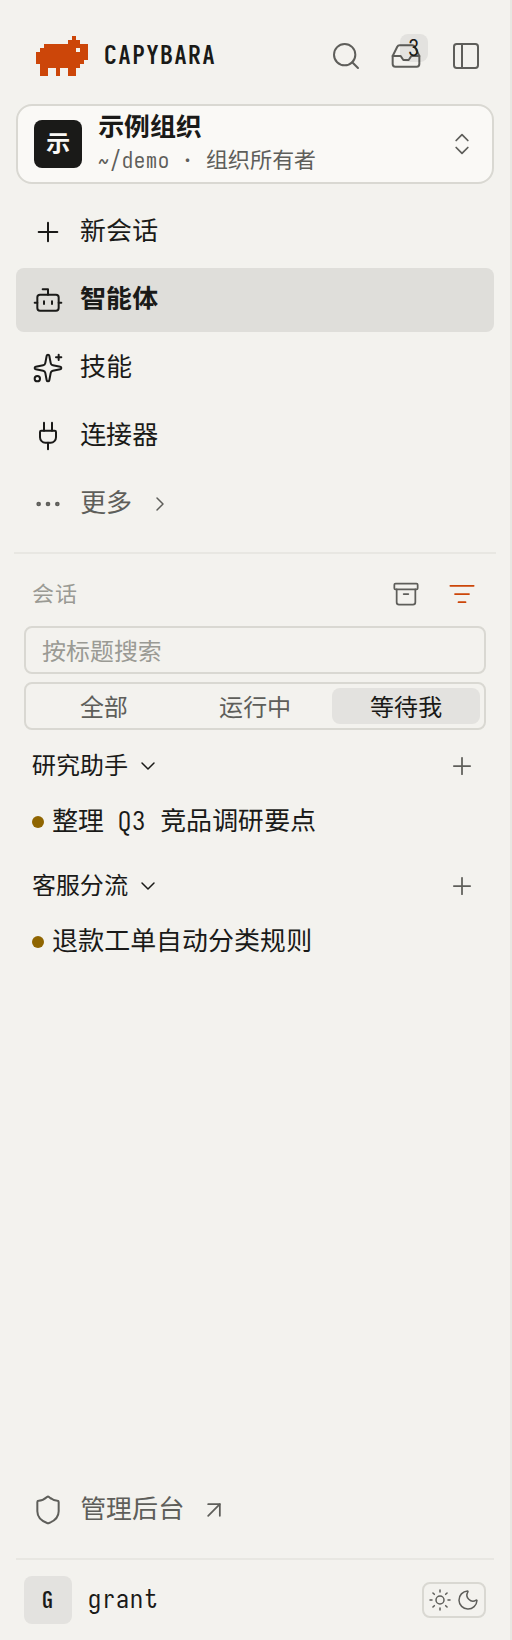 CAPYBARA
3
示
示例组织
~/demo · 组织所有者
新会话
智能体
技能
连接器
更多
会话
按标题搜索
全部 运行中 等待我
研究助手
整理 Q3 竞品调研要点
客服分流
退款工单自动分类规则
管理后台
G grant